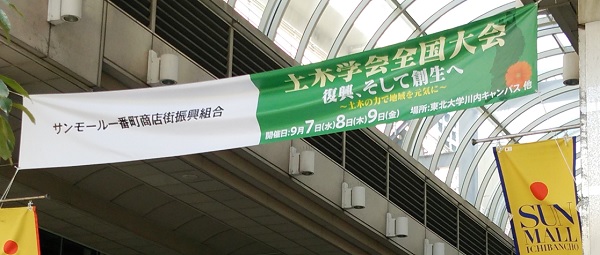 サンモール一番町商店街振興組合
土木学会全国大会
復興、そして創生へ
～土木の力で地域を元気に～
開催日:9月7日(水)8日(木)9日(金) 場所:東北大学川内キャンパス 他
SUN
MALL
ICHIBANCHO